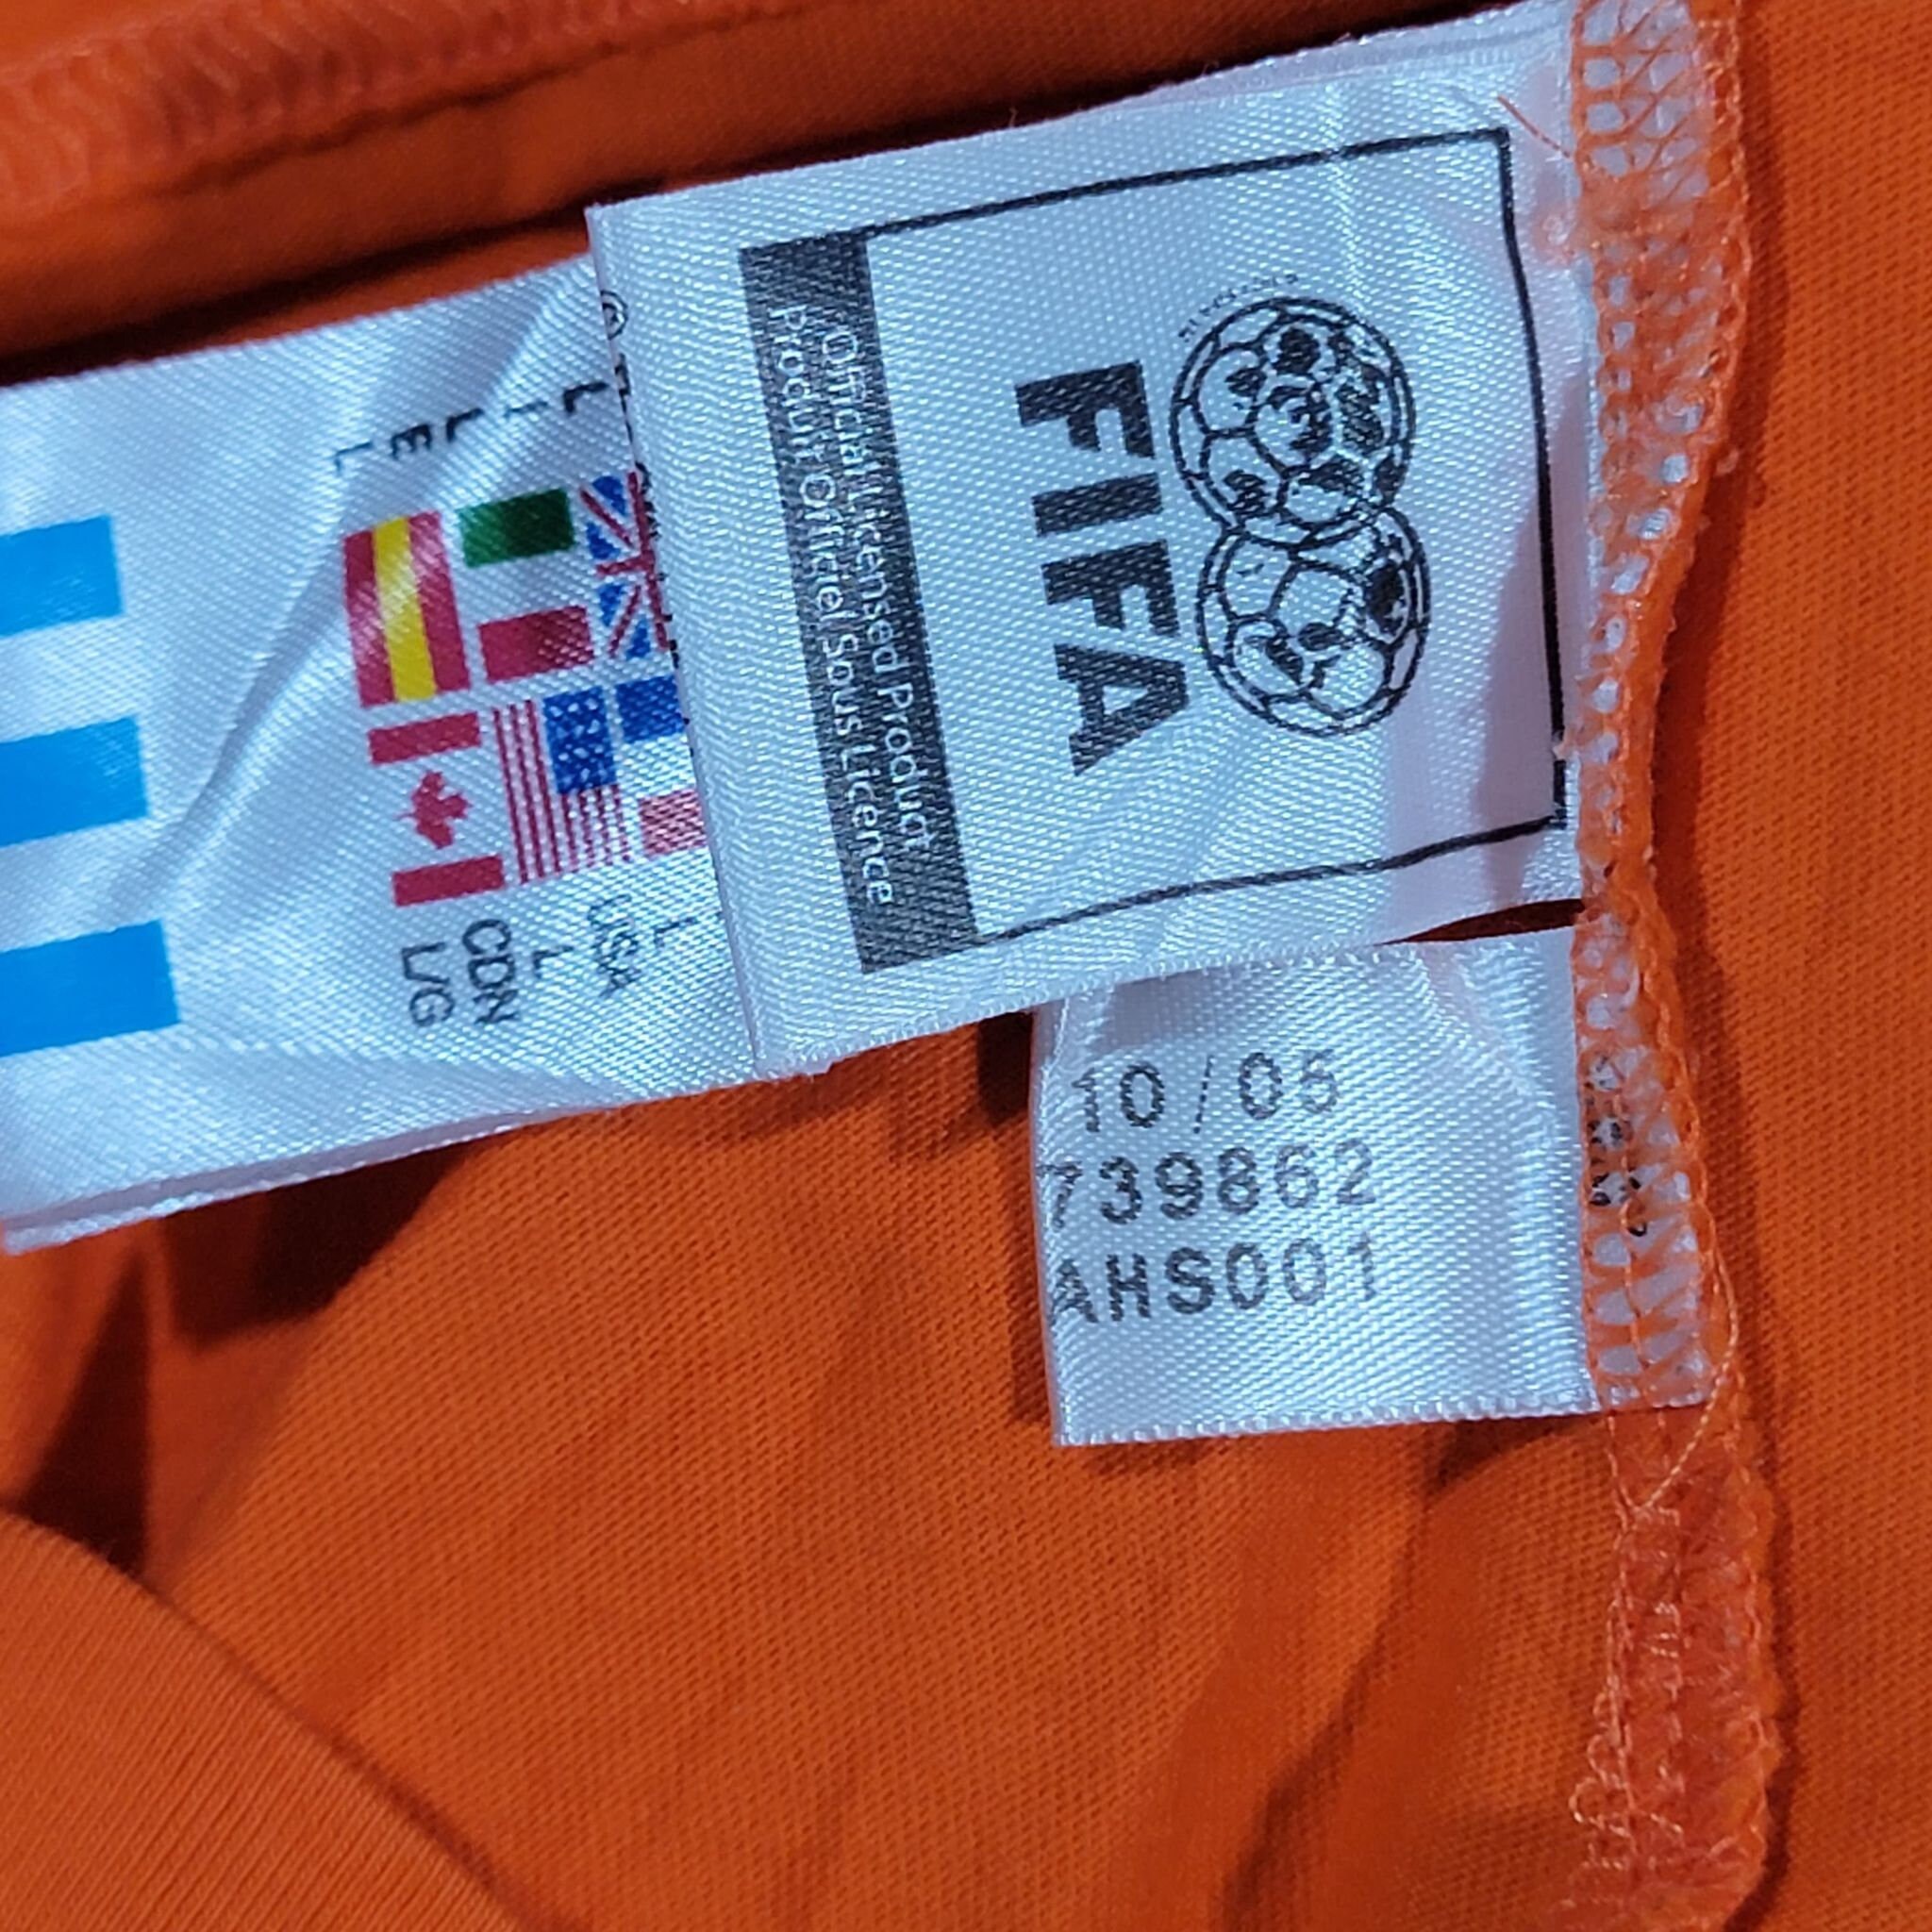 FIFA
Official Licensed Product
Produit Officiel Sous Licence
L
USA
L
CDN
L/G
10/05
739862
AHS001